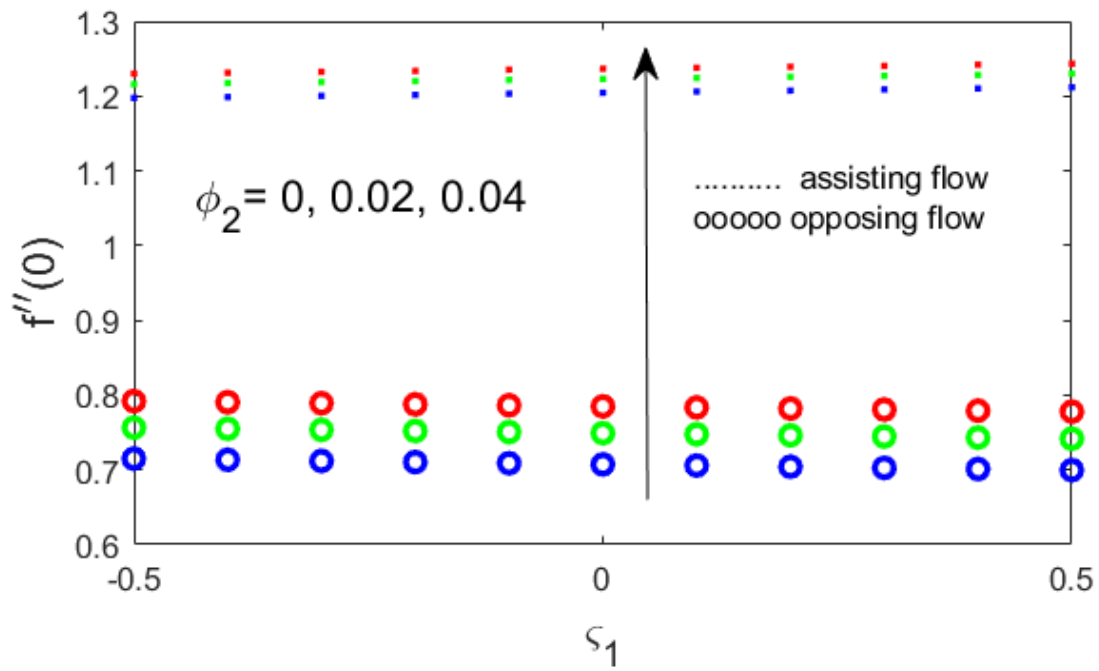 1.3
1.2
1.1
1
0.9
0.8
0.7
0.6
f''(0)
ϕ2= 0, 0.02, 0.04
.......... assisting flow
ooooo opposing flow
-0.5 0 0.5
ς1